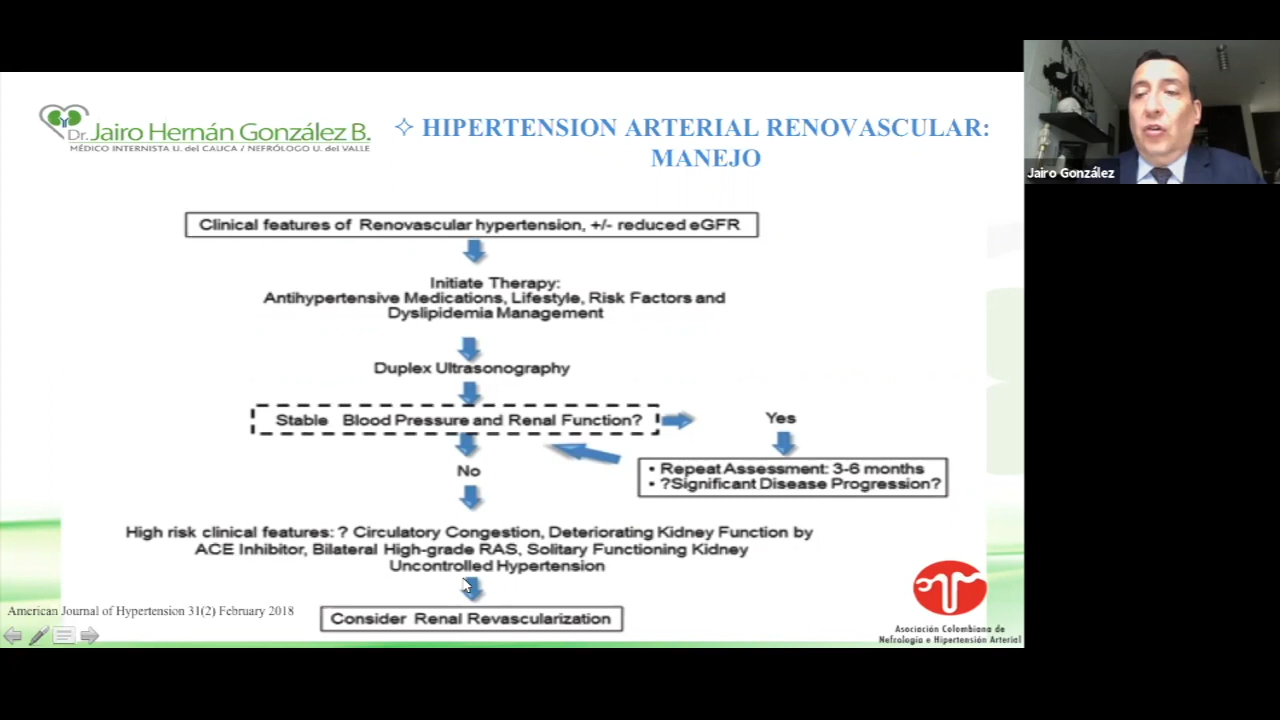 Dr. Jairo Hernán González B.
MÉDICO INTERNISTA U. del CAUCA / NEFRÓLOGO U. del VALLE
HIPERTENSION ARTERIAL RENOVASCULAR:
MANEJO
Jairo González
Clinical features of Renovascular hypertension, +/- reduced eGFR
Initiate Therapy:
Antihypertensive Medications, Lifestyle, Risk Factors and
Dyslipidemia Management
Duplex Ultrasonography
Stable Blood Pressure and Renal Function?
Yes
• Repeat Assessment: 3-6 months
• ?Significant Disease Progression?
No
High risk clinical features: ? Circulatory Congestion, Deteriorating Kidney Function by
ACE Inhibitor, Bilateral High-grade RAS, Solitary Functioning Kidney
Uncontrolled Hypertension
Consider Renal Revascularization
American Journal of Hypertension 31(2) February 2018
Asociación Colombiana de
Nefrología e Hipertensión Arterial